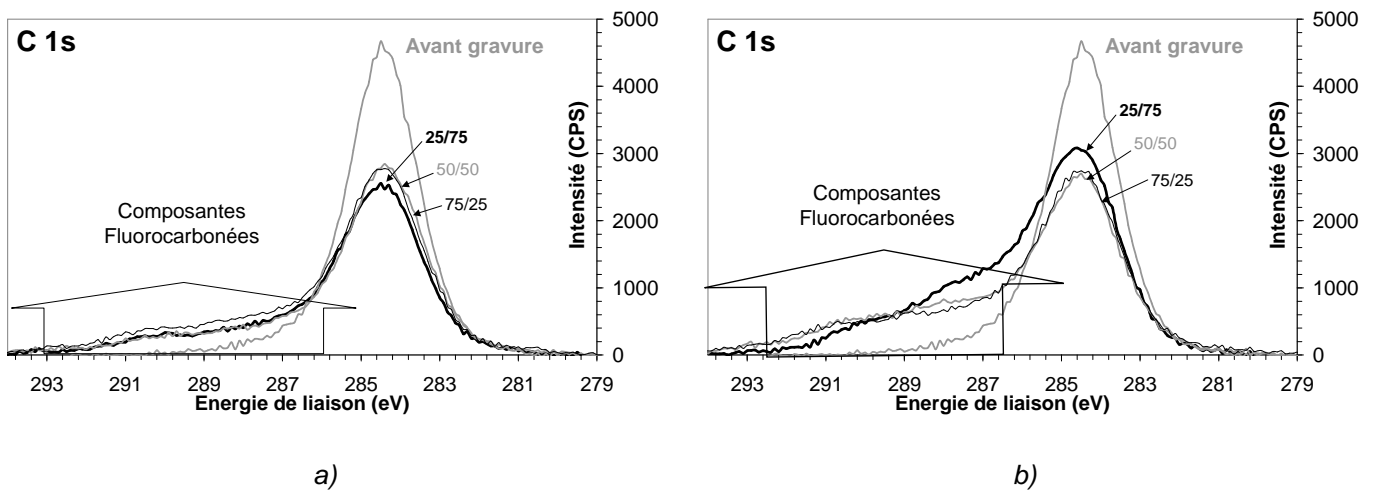 C 1s
Avant gravure
25/75
50/50
75/25
Composantes
Fluorocarbonées
5000
4000
3000
2000
1000
0
Intensité (CPS)
293 291 289 287 285 283 281 279
Energie de liaison (eV)
a)
C 1s
Avant gravure
25/75
50/50
75/25
Composantes
Fluorocarbonées
5000
4000
3000
2000
1000
0
Intensité (CPS)
293 291 289 287 285 283 281 279
Energie de liaison (eV)
b)